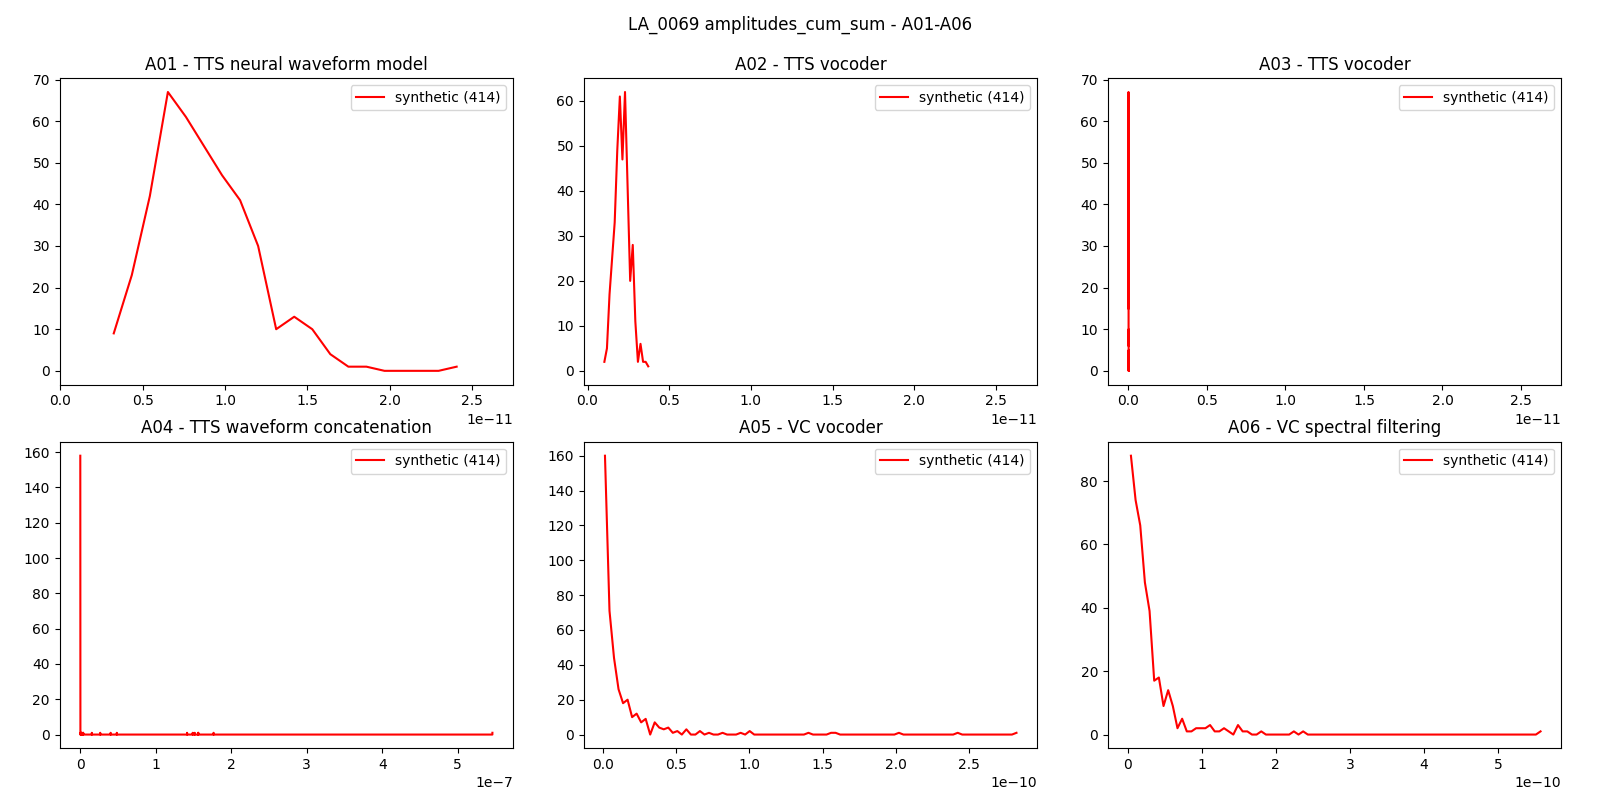 LA_0069 amplitudes_cum_sum - A01-A06
A01 - TTS neural waveform model
synthetic (414)
70
60
50
40
30
20
10
0
0.0 0.5 1.0 1.5 2.0 2.5
1e−11
A02 - TTS vocoder
synthetic (414)
60
50
40
30
20
10
0
0.0 0.5 1.0 1.5 2.0 2.5
1e−11
A03 - TTS vocoder
synthetic (414)
70
60
50
40
30
20
10
0
0.0 0.5 1.0 1.5 2.0 2.5
1e−11
A04 - TTS waveform concatenation
synthetic (414)
160
140
120
100
80
60
40
20
0
0 1 2 3 4 5
1e−7
A05 - VC vocoder
synthetic (414)
160
140
120
100
80
60
40
20
0
0.0 0.5 1.0 1.5 2.0 2.5
1e−10
A06 - VC spectral filtering
synthetic (414)
80
60
40
20
0
0 1 2 3 4 5
1e−10